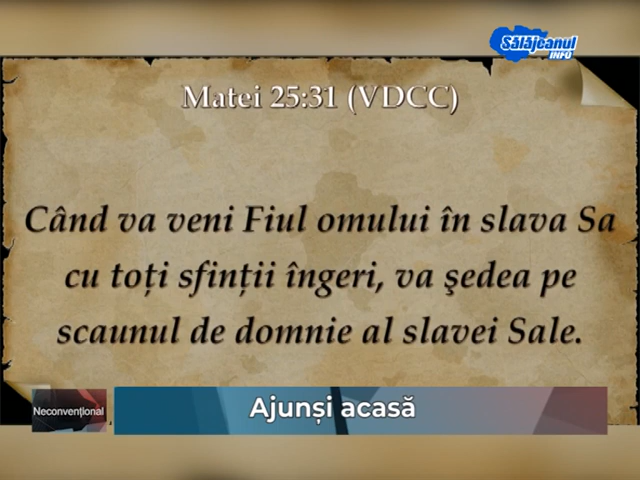 Sălăjeanul
INFO
Matei 25:31 (VDCC)
Când va veni Fiul omului în slava Sa
cu toți sfinții îngeri, va şedea pe
scaunul de domnie al slavei Sale.
Neconvențional
Ajunși acasă